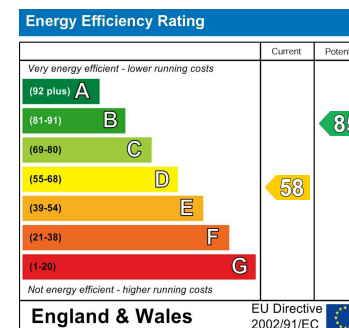 Energy Efficiency Rating
Current
Very energy efficient - lower running costs
(92 plus) A
(81-91) B
(69-80) C
(55-68) D
58
(39-54) E
(21-38) F
(1-20) G
Not energy efficient - higher running costs
England & Wales
EU Directive
2002/91/EC